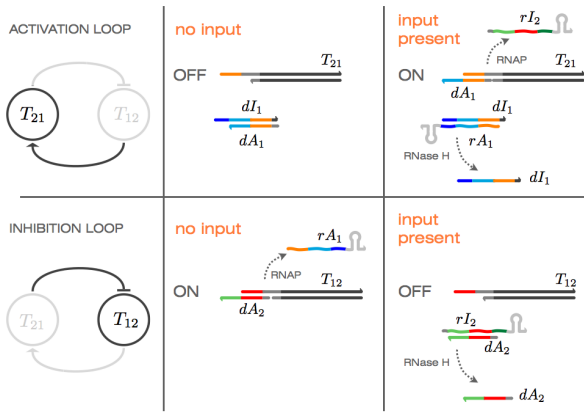 ACTIVATION LOOP
T21
T12
no input
OFF
T21
dI1
dA1
input
present
rI2
RNAP
ON
T21
dA1
dI1
rA1
RNase H
dI1
INHIBITION LOOP
T21
T12
no input
rA1
RNAP
ON
T12
dA2
input
present
OFF
T12
rI2
dA2
RNase H
dA2